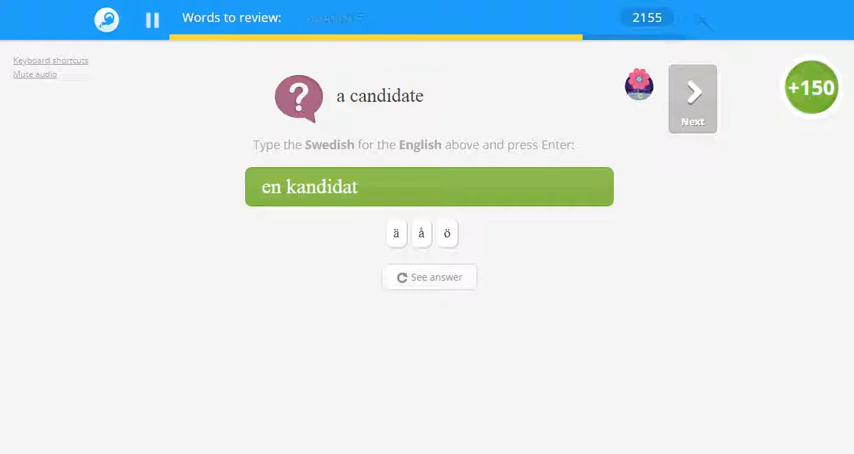 Words to review:
2155
Keyboard shortcuts
Mute audio
a candidate
Next
+150
Type the Swedish for the English above and press Enter:
en kandidat
ä å ö
See answer